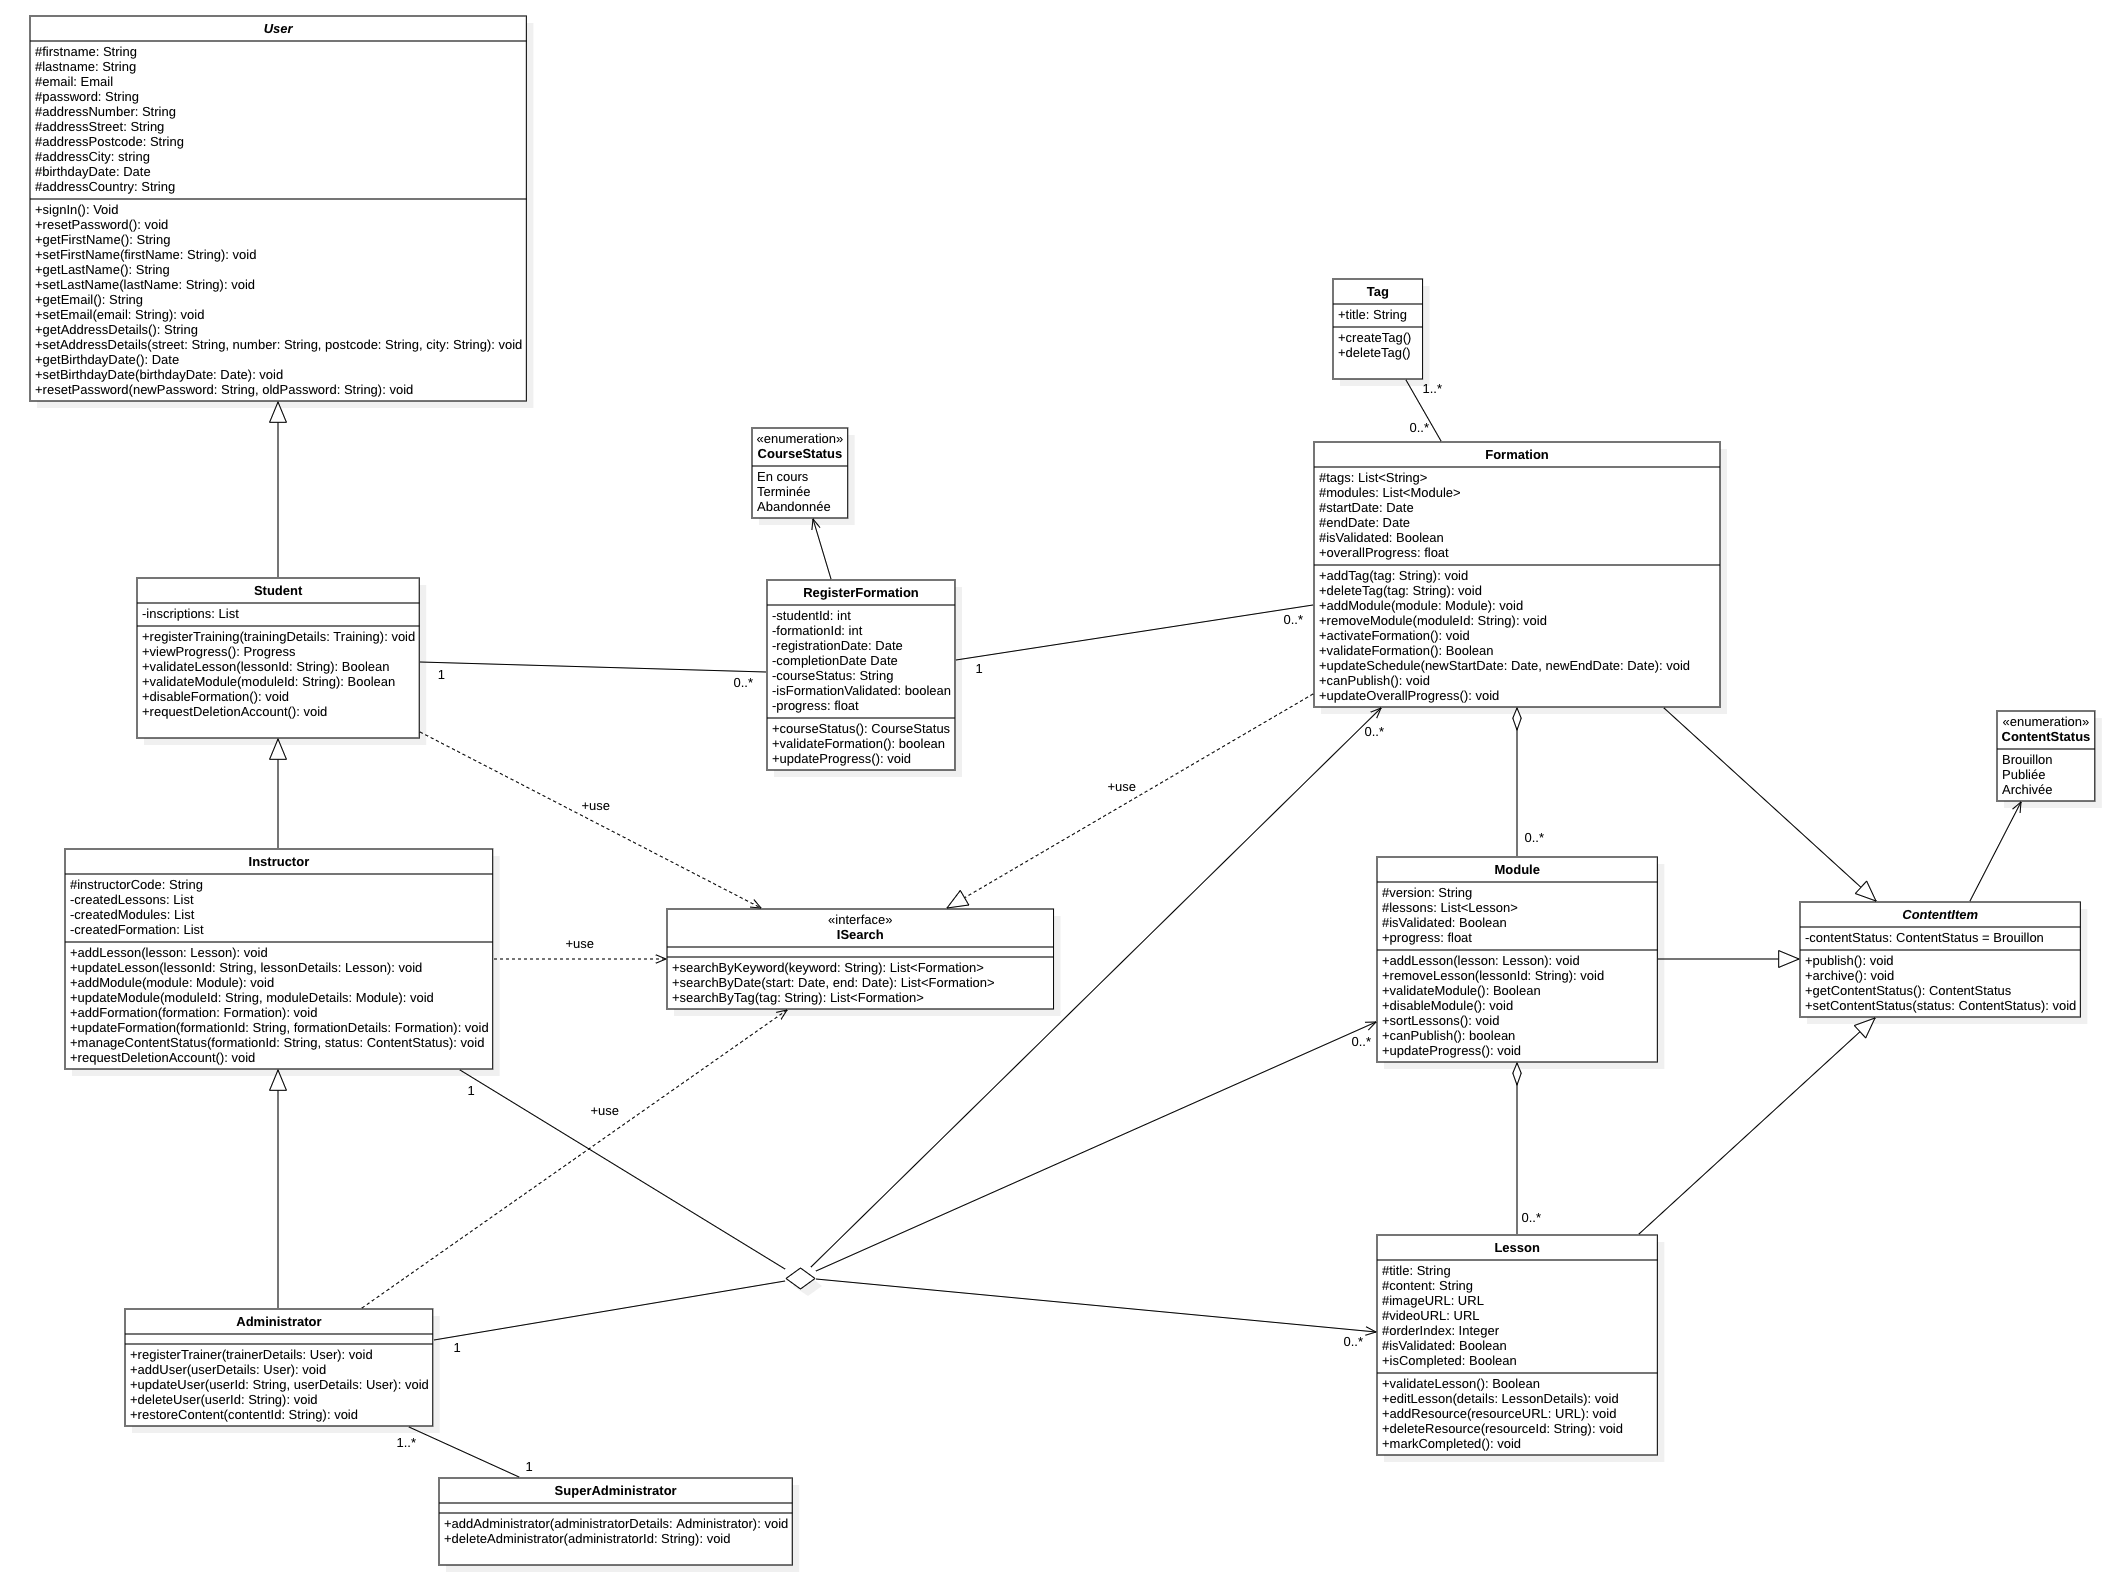 User
#firstname: String
#lastname: String
#email: Email
#password: String
#addressNumber: String
#addressStreet: String
#addressPostcode: String
#addressCity: string
#birthdayDate: Date
#addressCountry: String
+signIn(): Void
+resetPassword(): void
+getFirstName(): String
+setFirstName(firstName: String): void
+getLastName(): String
+setLastName(lastName: String): void
+getEmail(): String
+setEmail(email: String): void
+getAddressDetails(): String
+setAddressDetails(street: String, number: String, postcode: String, city: String): void
+getBirthdayDate(): Date
+setBirthdayDate(birthdayDate: Date): void
+resetPassword(newPassword: String, oldPassword: String): void
Tag
+title: String
+createTag()
+deleteTag()
1..*
0..*
«enumeration»
CourseStatus
En cours
Terminée
Abandonnée
Formation
#tags: List<String>
#modules: List<Module>
#startDate: Date
#endDate: Date
#isValidated: Boolean
+overallProgress: float
+addTag(tag: String): void
+deleteTag(tag: String): void
+addModule(module: Module): void
+removeModule(moduleId: String): void
+activateFormation(): void
+validateFormation(): Boolean
+updateSchedule(newStartDate: Date, newEndDate: Date): void
+canPublish(): void
+updateOverallProgress(): void
Student
-inscriptions: List
+registerTraining(trainingDetails: Training): void
+viewProgress(): Progress
+validateLesson(lessonId: String): Boolean
+validateModule(moduleId: String): Boolean
+disableFormation(): void
+requestDeletionAccount(): void
1
0..*
RegisterFormation
-studentId: int
-formationId: int
-registrationDate: Date
-completionDate Date
-courseStatus: String
-isFormationValidated: boolean
-progress: float
+courseStatus(): CourseStatus
+validateFormation(): boolean
+updateProgress(): void
1
0..*
0..*
0..*
+use
+use
«enumeration»
ContentStatus
Brouillon
Publiée
Archivée
Instructor
#instructorCode: String
-createdLessons: List
-createdModules: List
-createdFormation: List
+addLesson(lesson: Lesson): void
+updateLesson(lessonId: String, lessonDetails: Lesson): void
+addModule(module: Module): void
+updateModule(moduleId: String, moduleDetails: Module): void
+addFormation(formation: Formation): void
+updateFormation(formationId: String, formationDetails: Formation): void
+manageContentStatus(formationId: String, status: ContentStatus): void
+requestDeletionAccount(): void
+use
«interface»
ISearch
+searchByKeyword(keyword: String): List<Formation>
+searchByDate(start: Date, end: Date): List<Formation>
+searchByTag(tag: String): List<Formation>
Module
#version: String
#lessons: List<Lesson>
#isValidated: Boolean
+progress: float
+addLesson(lesson: Lesson): void
+removeLesson(lessonId: String): void
+validateModule(): Boolean
+disableModule(): void
+sortLessons(): void
+canPublish(): boolean
+updateProgress(): void
0..*
ContentItem
-contentStatus: ContentStatus = Brouillon
+publish(): void
+archive(): void
+getContentStatus(): ContentStatus
+setContentStatus(status: ContentStatus): void
1
+use
0..*
Lesson
#title: String
#content: String
#imageURL: URL
#videoURL: URL
#orderIndex: Integer
#isValidated: Boolean
+isCompleted: Boolean
+validateLesson(): Boolean
+editLesson(details: LessonDetails): void
+addResource(resourceURL: URL): void
+deleteResource(resourceId: String): void
+markCompleted(): void
0..*
Administrator
+registerTrainer(trainerDetails: User): void
+addUser(userDetails: User): void
+updateUser(userId: String, userDetails: User): void
+deleteUser(userId: String): void
+restoreContent(contentId: String): void
1
1..*
1
SuperAdministrator
+addAdministrator(administratorDetails: Administrator): void
+deleteAdministrator(administratorId: String): void